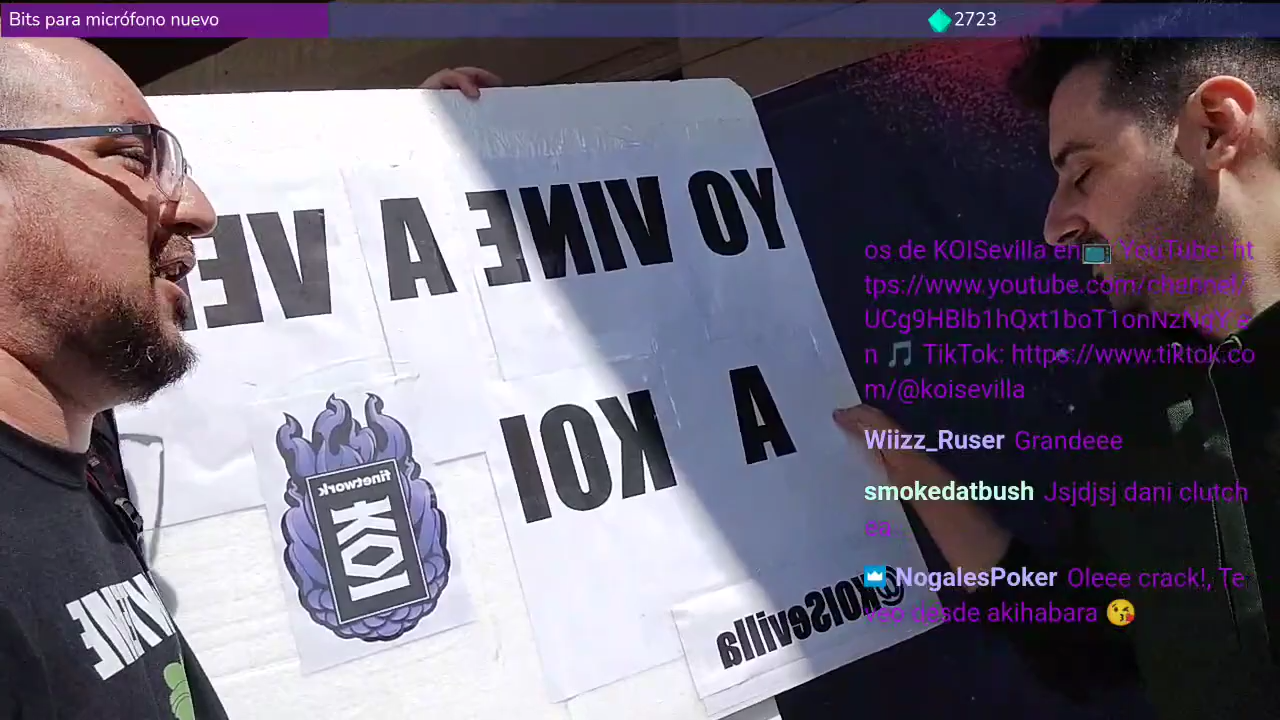 Bits para micrófono nuevo
2723
YO VINE A VE
A KOI
finetwork
KOI
@KOISevilla
os de KOISevilla en📺 YouTube: ht
tps://www.youtube.com/channel/
UCg9HBlb1hQxt1boT1onNzNqY e
n 🎵 TikTok: https://www.tiktok.co
m/@koisevilla
Wiizz_Ruser Grandeee
smokedatbush Jsjdjsj dani clutch
ea
NogalesPoker Oleee crack!, Te
veo desde akihabara 😘